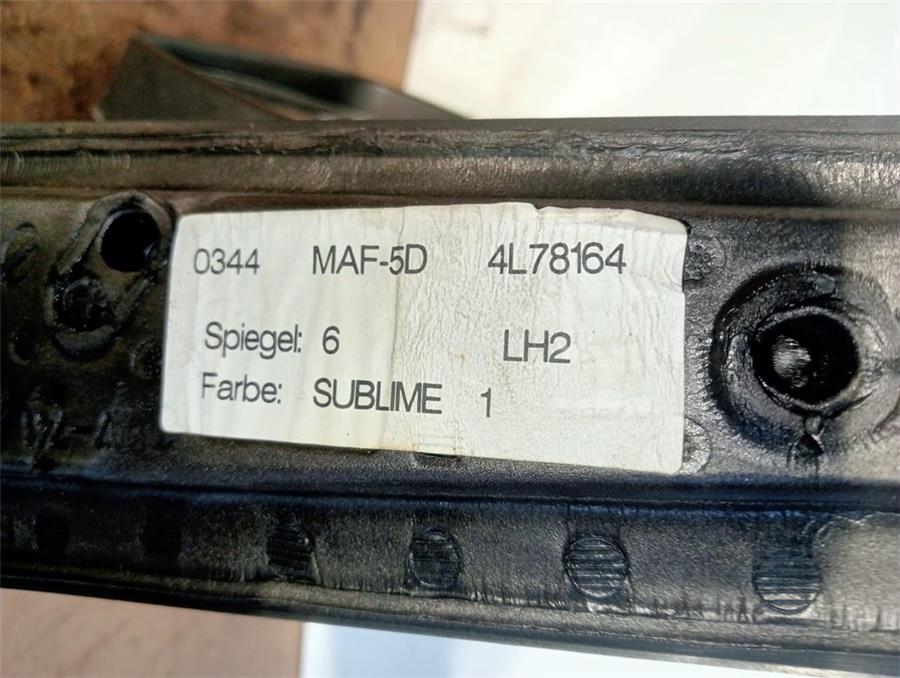 0344 MAF-5D 4L78164
Spiegel: 6 LH2
Farbe: SUBLIME 1